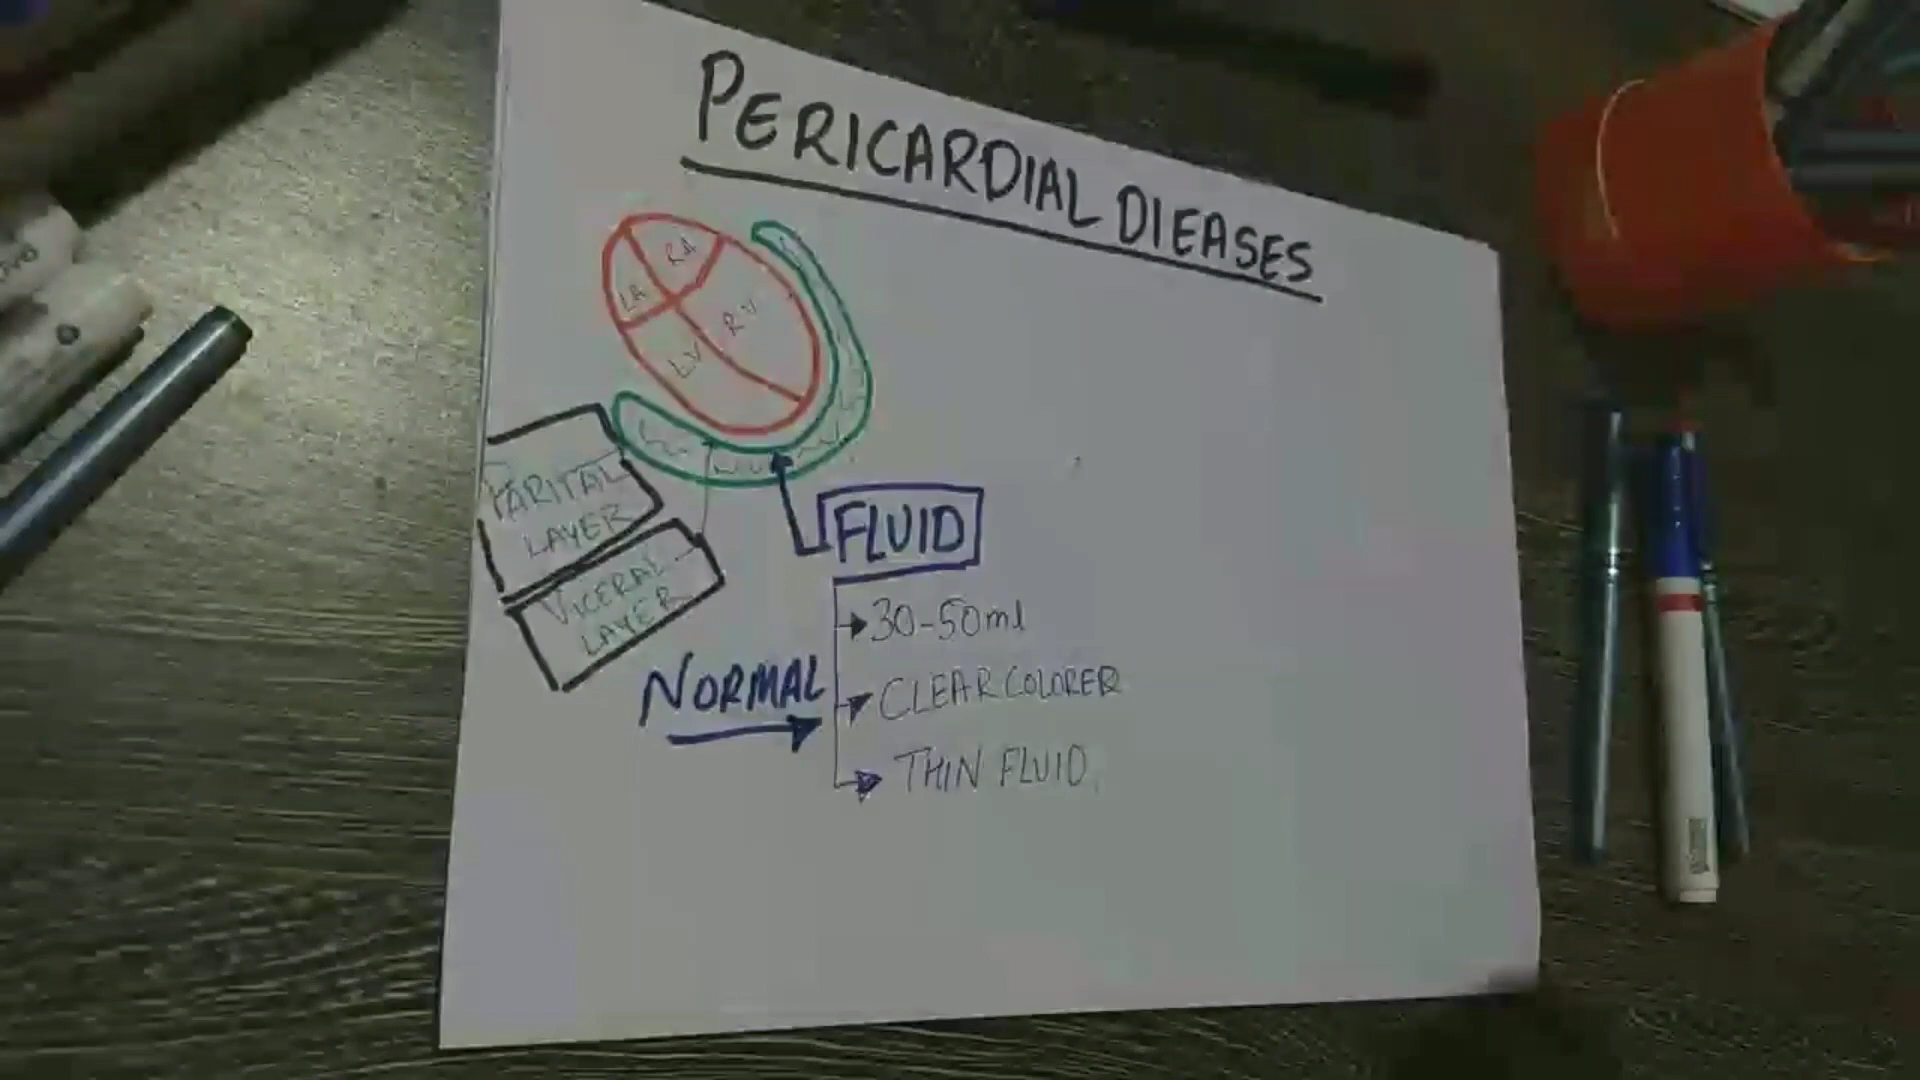 PERICARDIAL DIEASES
RA
LA
RV
LV
PARITAL
LAYER
VICERAL
LAYER
FLUID
NORMAL
30-50ml
CLEAR COLORER
THIN FLUID.